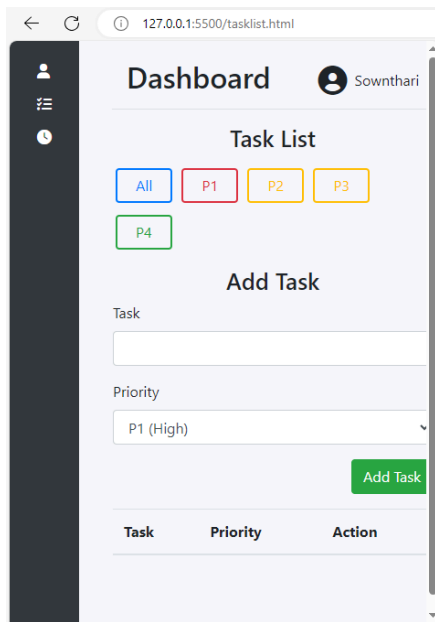 127.0.0.1:5500/tasklist.html
Dashboard
Sownthari
Task List
All P1 P2 P3
P4
Add Task
Task
Priority
P1 (High)
Add Task
Task Priority Action